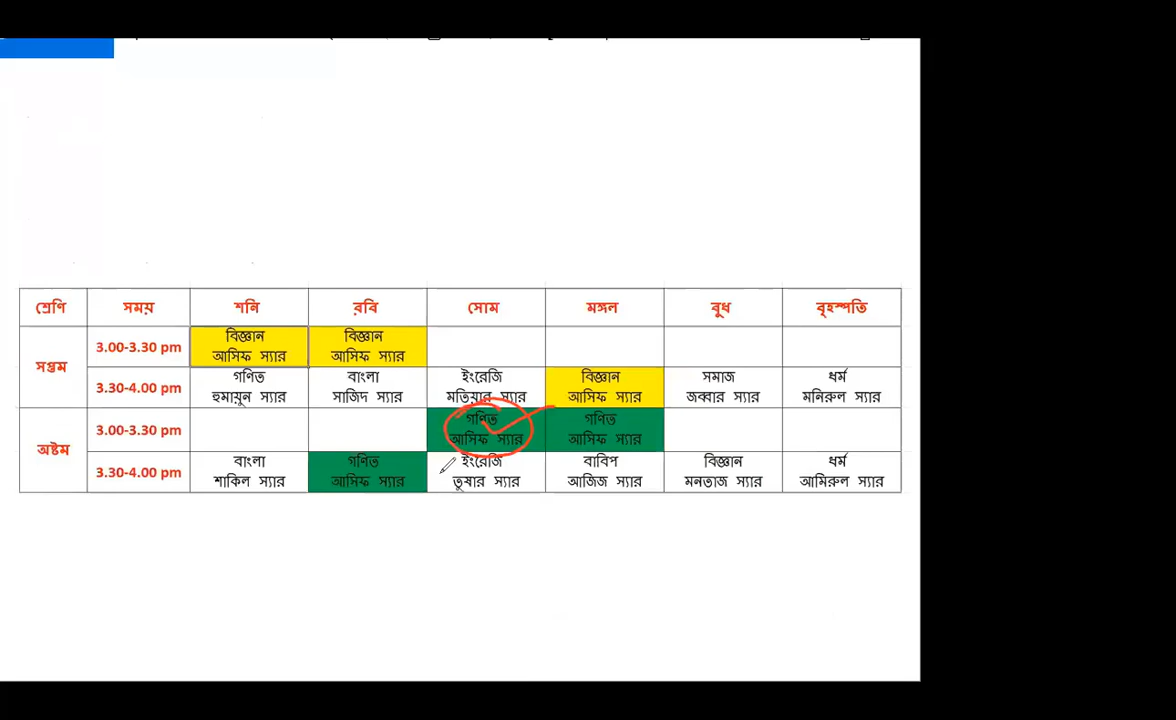 শ্রেণি সময় শনি রবি সোম মঙ্গল বুধ বৃহস্পতি
সপ্তম
3.00-3.30 pm
বিজ্ঞান
আসিফ স্যার
বিজ্ঞান
আসিফ স্যার
3.30-4.00 pm
গণিত
হুমায়ুন স্যার
বাংলা
সাজিদ স্যার
ইংরেজি
মতিয়ার স্যার
বিজ্ঞান
আসিফ স্যার
সমাজ
জব্বার স্যার
ধর্ম
মনিরুল স্যার
অষ্টম
3.00-3.30 pm
গণিত
আসিফ স্যার
গণিত
আসিফ স্যার
3.30-4.00 pm
বাংলা
শাকিল স্যার
গণিত
আসিফ স্যার
ইংরেজি
তুষার স্যার
বাবিপ
আজিজ স্যার
বিজ্ঞান
মনতাজ স্যার
ধর্ম
আমিরুল স্যার